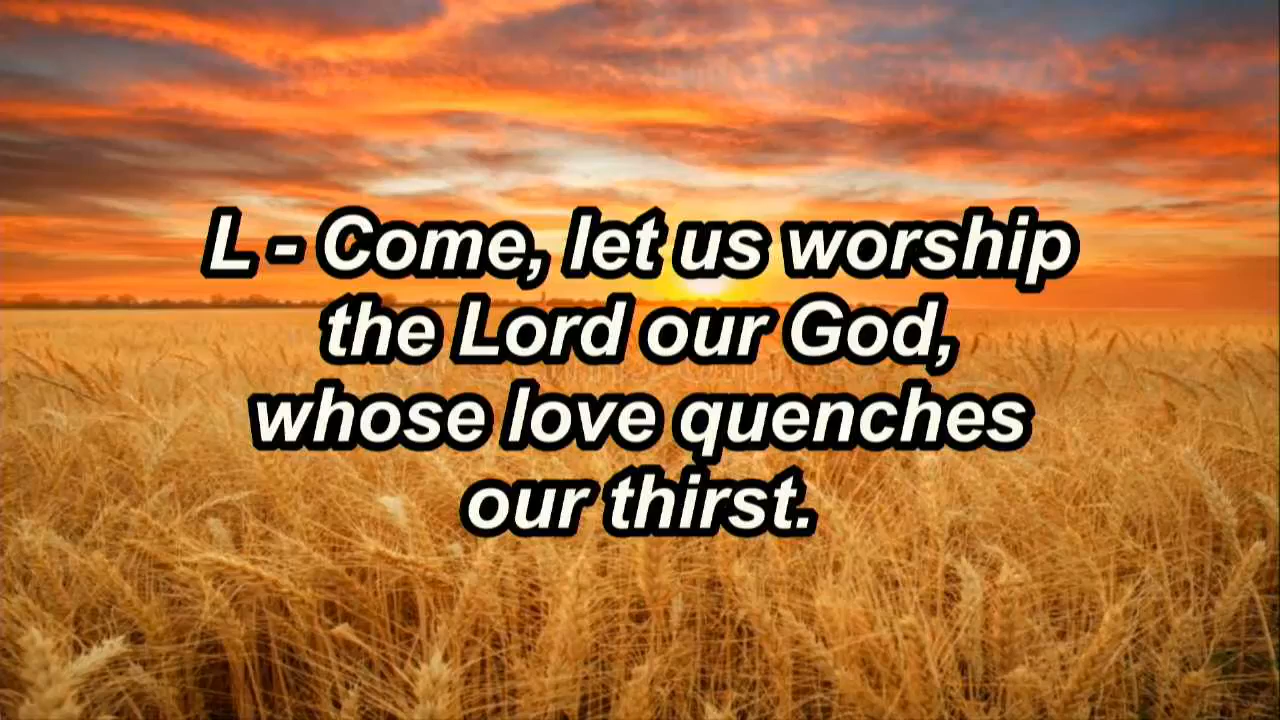 L - Come, let us worship
the Lord our God,
whose love quenches
our thirst.